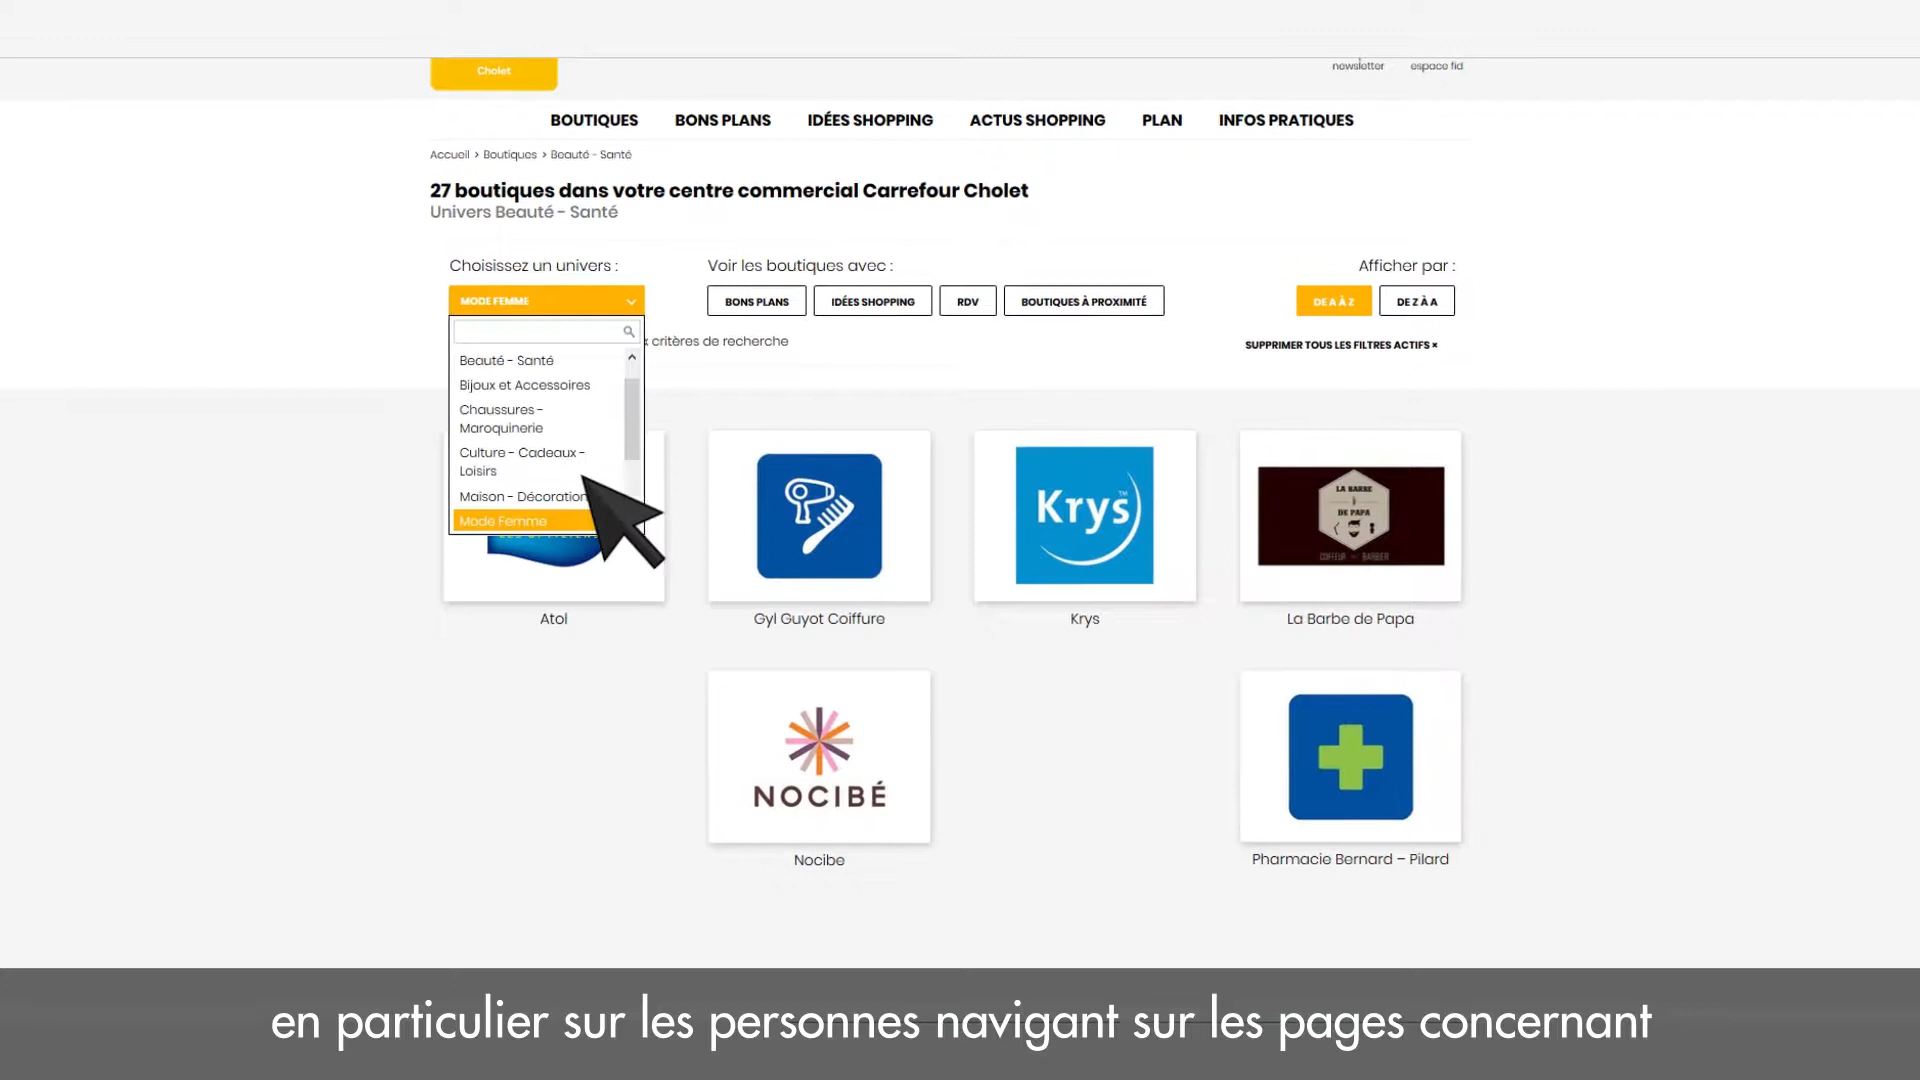 Cholet
newsletter espace fid
BOUTIQUES BONS PLANS IDÉES SHOPPING ACTUS SHOPPING PLAN INFOS PRATIQUES
Accueil > Boutiques > Beauté - Santé
27 boutiques dans votre centre commercial Carrefour Cholet
Univers Beauté - Santé
Choisissez un univers : Voir les boutiques avec : Afficher par :
MODE FEMME BONS PLANS IDÉES SHOPPING RDV BOUTIQUES À PROXIMITÉ DE A À Z DE Z À A
critères de recherche SUPPRIMER TOUS LES FILTRES ACTIFS ×
Beauté - Santé
Bijoux et Accessoires
Chaussures -
Maroquinerie
Culture - Cadeaux -
Loisirs
Maison - Décoration
Mode Femme
Krys™
LA BARBE
à
DE PAPA
COIFFEUR BARBIER
Atol Gyl Guyot Coiffure Krys La Barbe de Papa
NOCIBÉ
Nocibe Pharmacie Bernard – Pilard
en particulier sur les personnes navigant sur les pages concernant